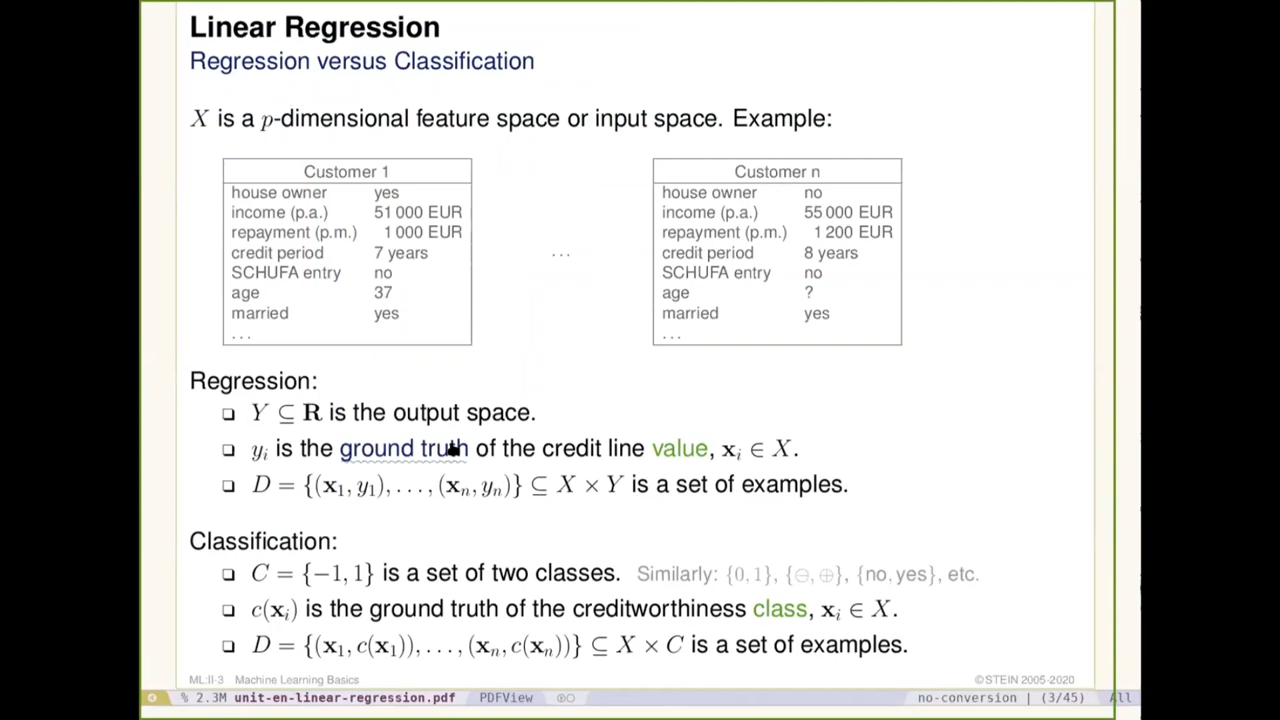 Linear Regression
Regression versus Classification
X is a p-dimensional feature space or input space. Example:
Customer 1
house owner yes
income (p.a.) 51 000 EUR
repayment (p.m.) 1 000 EUR
credit period 7 years
SCHUFA entry no
age 37
married yes
...
...
Customer n
house owner no
income (p.a.) 55 000 EUR
repayment (p.m.) 1 200 EUR
credit period 8 years
SCHUFA entry no
age ?
married yes
...
Regression:
❑ Y ⊆ R is the output space.
❑ yᵢ is the ground truth of the credit line value, xᵢ ∈ X.
❑ D = {(x₁, y₁), . . . , (xₙ, yₙ)} ⊆ X × Y is a set of examples.
Classification:
❑ C = {−1, 1} is a set of two classes. Similarly: {0, 1}, {⊖, ⊕}, {no, yes}, etc.
❑ c(xᵢ) is the ground truth of the creditworthiness class, xᵢ ∈ X.
❑ D = {(x₁, c(x₁)), . . . , (xₙ, c(xₙ))} ⊆ X × C is a set of examples.
ML:II-3 Machine Learning Basics ©STEIN 2005-2020
% 2.3M unit-en-linear-regression.pdf PDFView no-conversion | (3/45) All